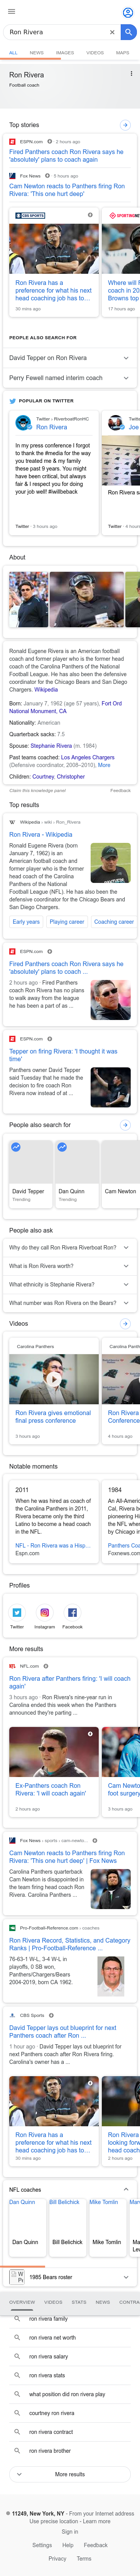 Ron Rivera
ALL NEWS IMAGES VIDEOS MAPS
Ron Rivera
Football coach
Top stories
ESPN.com 2 hours ago
Fired Panthers coach Ron Rivera says he
'absolutely' plans to coach again
Fox News 5 hours ago
Cam Newton reacts to Panthers firing Ron
Rivera: 'This one hurt deep'
CBS SPORTS
Ron Rivera has a
preference for what his next
head coaching job has to...
30 mins ago
SPORTING NEWS
Where will R
coach in 20
Browns top
17 hours ago
PEOPLE ALSO SEARCH FOR
David Tepper on Ron Rivera
Perry Fewell named interim coach
POPULAR ON TWITTER
Twitter › RiverboatRonHC
Ron Rivera
In my press conference I forgot
to thank #media for the way
you treated me & my family
these past 9 years. You might
not have been critical, but always
fair & I respect you for doing
your job well! #lwillbeback
Twitter · 3 hours ago
Twitter
Joe
Ron Rivera sa
Twitter · 4 hours
About
Ronald Eugene Rivera is an American football
coach and former player who is the former head
coach of the Carolina Panthers of the National
Football League. He has also been the defensive
coordinator of the Chicago Bears and San Diego
Chargers. Wikipedia
Born: January 7, 1962 (age 57 years), Fort Ord
National Monument, CA
Nationality: American
Quarterback sacks: 7.5
Spouse: Stephanie Rivera (m. 1984)
Past teams coached: Los Angeles Chargers
(Defensive coordinator, 2008–2010), More
Children: Courtney, Christopher
Claim this knowledge panel Feedback
Top results
Wikipedia › wiki › Ron_Rivera
Ron Rivera - Wikipedia
Ronald Eugene Rivera (born
January 7, 1962) is an
American football coach and
former player who is the
former head coach of the
Carolina Panthers of the
National Football
League (NFL). He has also been the defensive
coordinator of the Chicago Bears and San
Diego Chargers.
Early years Playing career Coaching career
ESPN.com
Fired Panthers coach Ron Rivera says he
'absolutely' plans to coach ...
2 hours ago · Fired Panthers
coach Ron Rivera has no plans
to walk away from the league
as he has been a part of as ...
ESPN.com
Tepper on firing Rivera: 'I thought it was
time'
Panthers owner David Tepper
said Tuesday that he made the
decision to fire coach Ron
Rivera now instead of at ...
People also search for
David Tepper
Trending
Dan Quinn
Trending
Cam Newton
People also ask
Why do they call Ron Rivera Riverboat Ron?
What is Ron Rivera worth?
What ethnicity is Stephanie Rivera?
What number was Ron Rivera on the Bears?
Videos
Carolina Panthers
Ron Rivera gives emotional
final press conference
3 hours ago
Carolina Panthe
Ron Rivera
Conference
4 hours ago
Notable moments
2011
When he was hired as coach of
the Carolina Panthers in 2011,
Rivera became only the third
Latino to become a head coach
in the NFL.
NFL - Ron Rivera was a Hisp...
Espn.com
1984
An All-America
Cal, Rivera bec
pioneering His
the NFL when
by Chicago in
Panthers Coa
Foxnews.com
Profiles
Twitter Instagram Facebook
More results
NFL.com
Ron Rivera after Panthers firing: 'I will coach
again'
3 hours ago · Ron Rivera's nine-year run in
Carolina ended this week when the Panthers
announced they're parting ...
Ex-Panthers coach Ron
Rivera: 'I will coach again'
2 hours ago
Cam Newto
foot surgery
3 hours ago
Fox News › sports › cam-newto...
Cam Newton reacts to Panthers firing Ron
Rivera: 'This one hurt deep' | Fox News
Carolina Panthers quarterback
Cam Newton is disappointed in
the team firing head coach Ron
Rivera. Carolina Panthers ...
Pro-Football-Reference.com › coaches
Ron Rivera Record, Statistics, and Category
Ranks | Pro-Football-Reference ...
76-63-1 W-L, 3-4 W-L in
playoffs, 0 SB won,
Panthers/Chargers/Bears
2004-2019, born CA 1962.
CBS Sports
David Tepper lays out blueprint for next
Panthers coach after Ron ...
1 hour ago · David Tepper lays out blueprint for
next Panthers coach after Ron Rivera firing.
Carolina's owner has a ...
Ron Rivera has a
preference for what his next
head coaching job has to...
30 mins ago
Ron Rivera
looking forw
head coach
2 hours ago
NFL coaches
Dan Quinn Bill Belichick Mike Tomlin
Dan Quinn Bill Belichick Mike Tomlin
1985 Bears roster
OVERVIEW VIDEOS STATS NEWS CONTRA
ron rivera family
ron rivera net worth
ron rivera salary
ron rivera stats
what position did ron rivera play
courtney ron rivera
ron rivera contract
ron rivera brother
More results
11249, New York, NY - From your Internet address
Use precise location - Learn more
Sign in
Settings Help Feedback
Privacy Terms